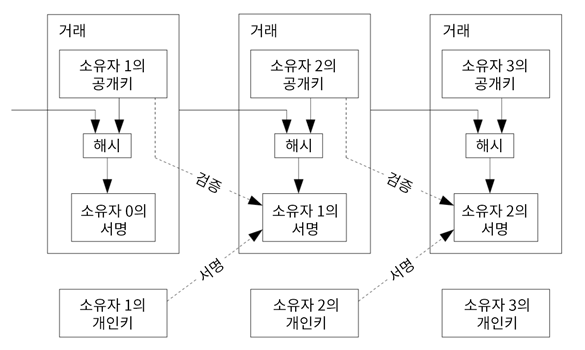 거래
거래
거래
소유자 1의
공개키
소유자 2의
공개키
소유자 3의
공개키
해시
해시
해시
검증
검증
소유자 0의
서명
소유자 1의
서명
소유자 2의
서명
서명
서명
소유자 1의
개인키
소유자 2의
개인키
소유자 3의
개인키